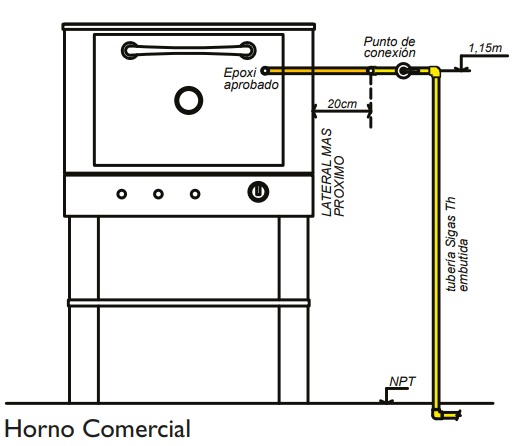 Punto de
conexión
1,15m
Epoxi
aprobado
20cm
LATERAL MAS
PROXIMO
tubería Sigas Th
embutida
NPT
Horno Comercial